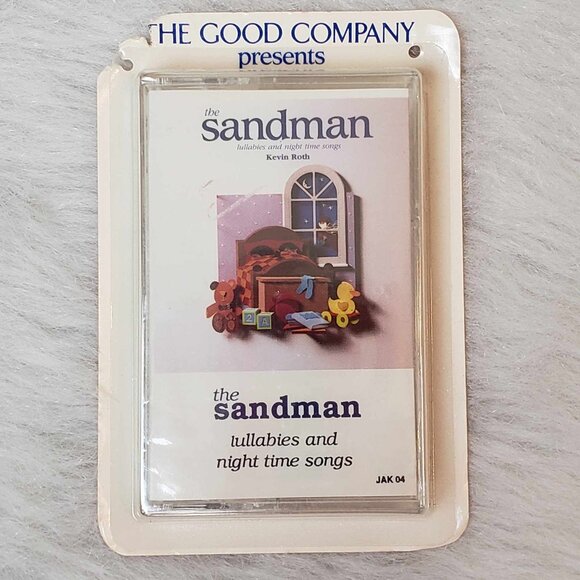 THE GOOD COMPANY
presents
the
sandman
lullabies and night time songs
Kevin Roth
2 A
the
sandman
lullabies and
night time songs
JAK 04